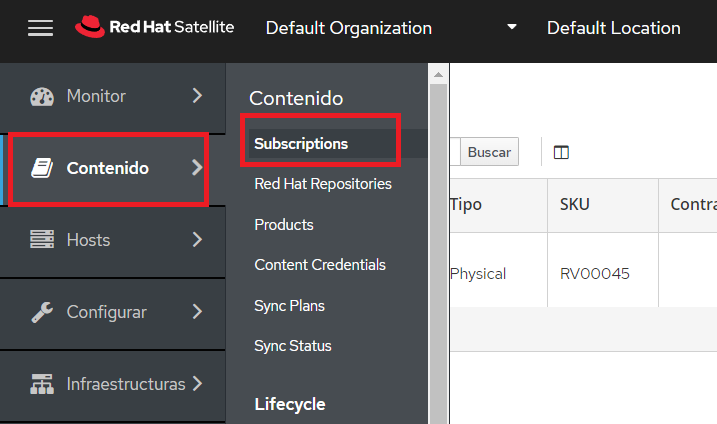 Red Hat Satellite
Default Organization
Default Location
Monitor
Contenido
Hosts
Configurar
Infraestructuras
Contenido
Subscriptions
Red Hat Repositories
Products
Content Credentials
Sync Plans
Sync Status
Lifecycle
Buscar
Tipo SKU Contra
Physical RV00045